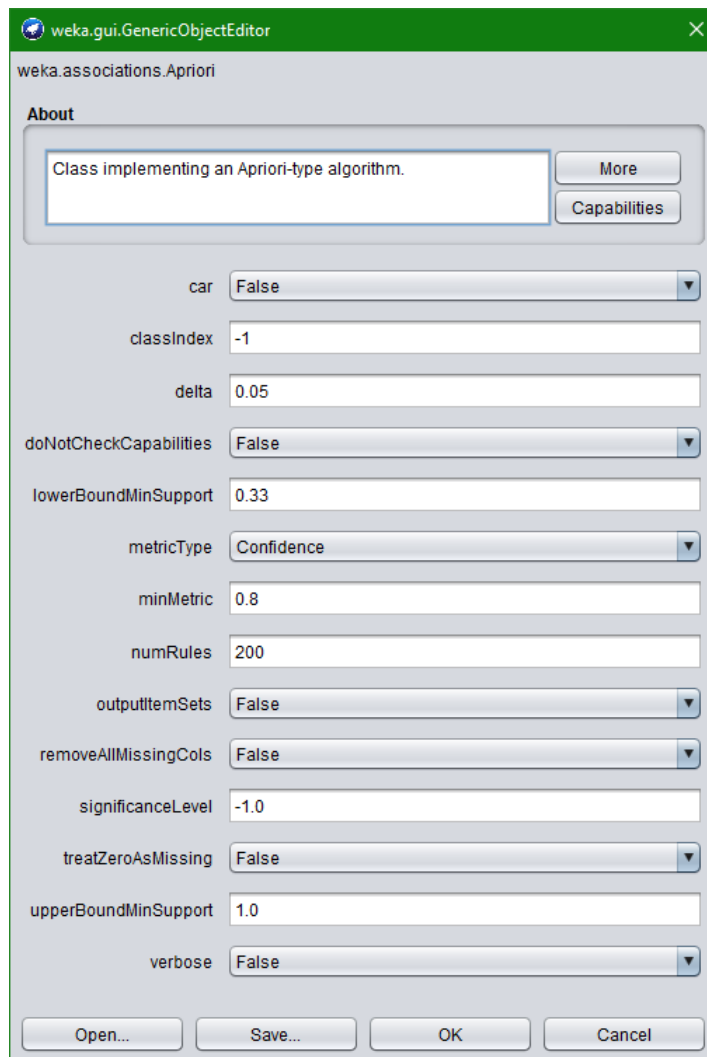 weka.gui.GenericObjectEditor
weka.associations.Apriori
About
Class implementing an Apriori-type algorithm.
More
Capabilities
car False
classIndex -1
delta 0.05
doNotCheckCapabilities False
lowerBoundMinSupport 0.33
metricType Confidence
minMetric 0.8
numRules 200
outputItemSets False
removeAllMissingCols False
significanceLevel -1.0
treatZeroAsMissing False
upperBoundMinSupport 1.0
verbose False
Open... Save... OK Cancel